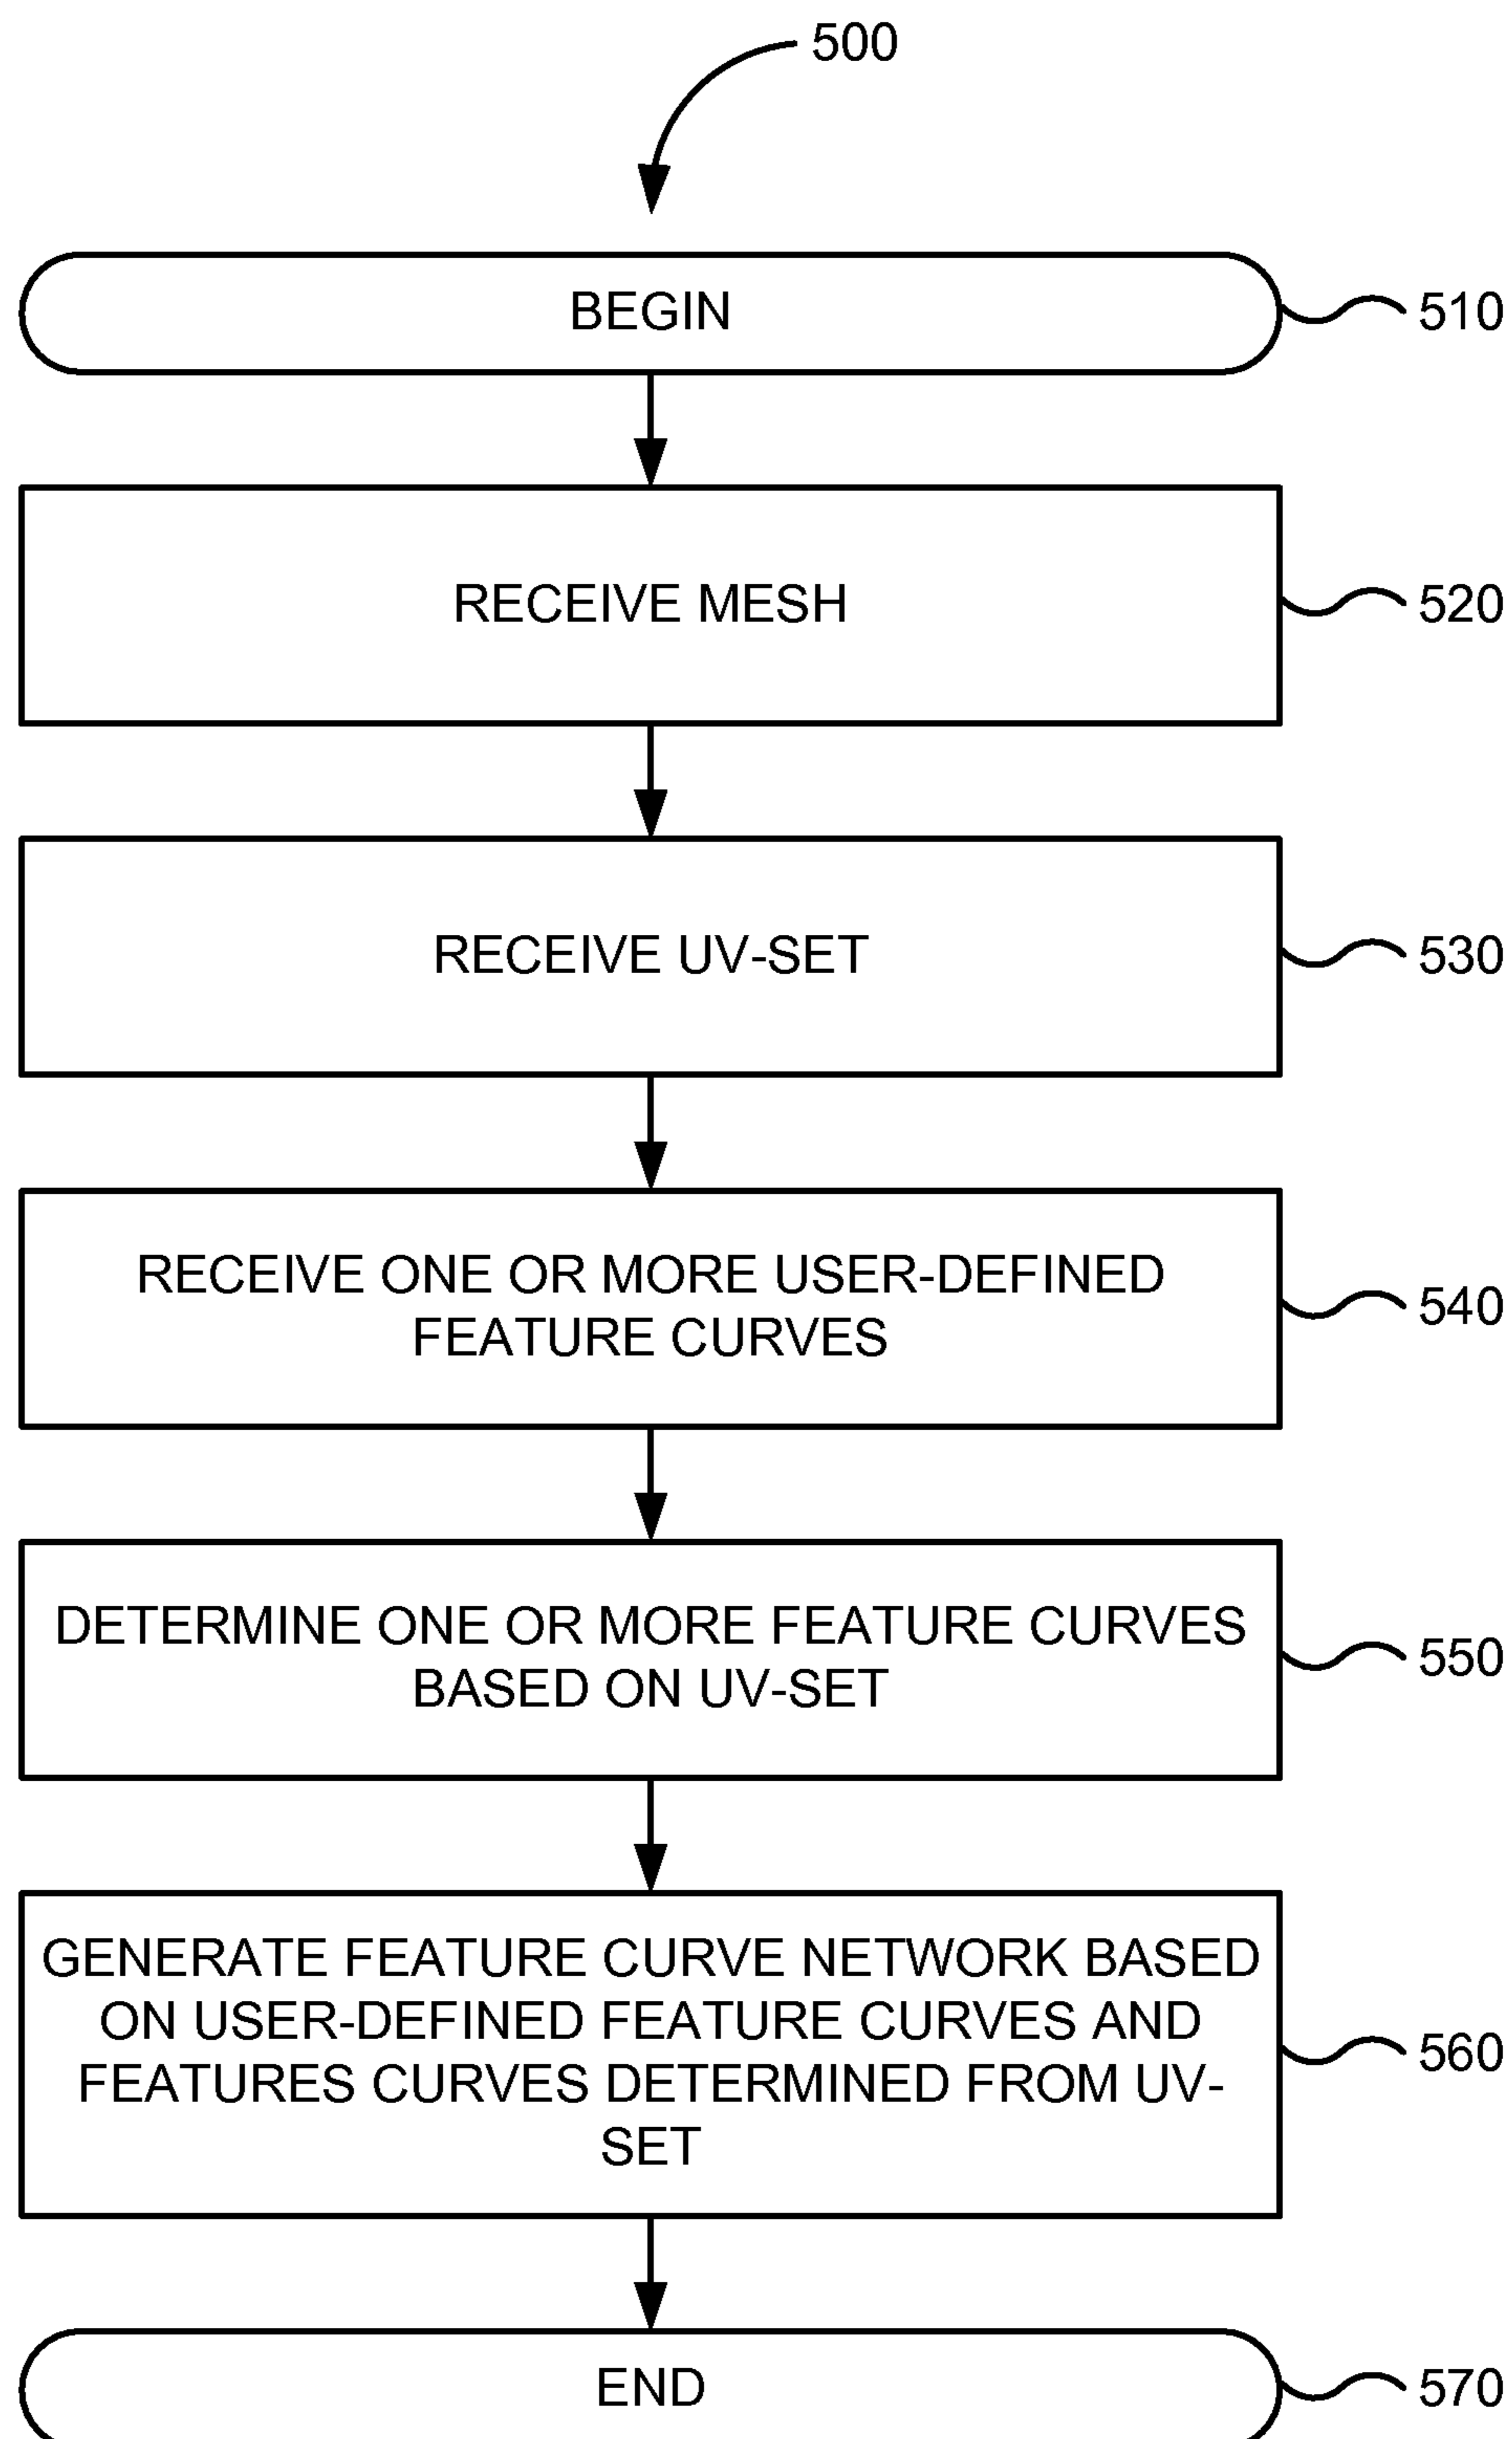 500
BEGIN
510
RECEIVE MESH
520
RECEIVE UV-SET
530
RECEIVE ONE OR MORE USER-DEFINED
FEATURE CURVES
540
DETERMINE ONE OR MORE FEATURE CURVES
BASED ON UV-SET
550
GENERATE FEATURE CURVE NETWORK BASED
ON USER-DEFINED FEATURE CURVES AND
FEATURES CURVES DETERMINED FROM UV-
SET
560
END
570